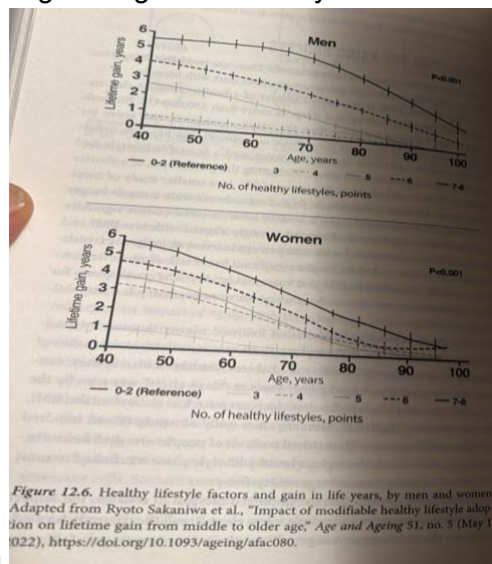 Men
P<0.001
Lifetime gain, years
6
5
4
3
2
1
0
40 50 60 70 80 90 100
Age, years
0-2 (Reference) 3 4 5 6 7-8
No. of healthy lifestyles, points
Women
P<0.001
Lifetime gain, years
6
5
4
3
2
1
0
40 50 60 70 80 90 100
Age, years
0-2 (Reference) 3 4 5 6 7-8
No. of healthy lifestyles, points
Figure 12.6. Healthy lifestyle factors and gain in life years, by men and women
Adapted from Ryoto Sakaniwa et al., "Impact of modifiable healthy lifestyle adop-
tion on lifetime gain from middle to older age," Age and Ageing 51, no. 5 (May 1
2022), https://doi.org/10.1093/ageing/afac080.